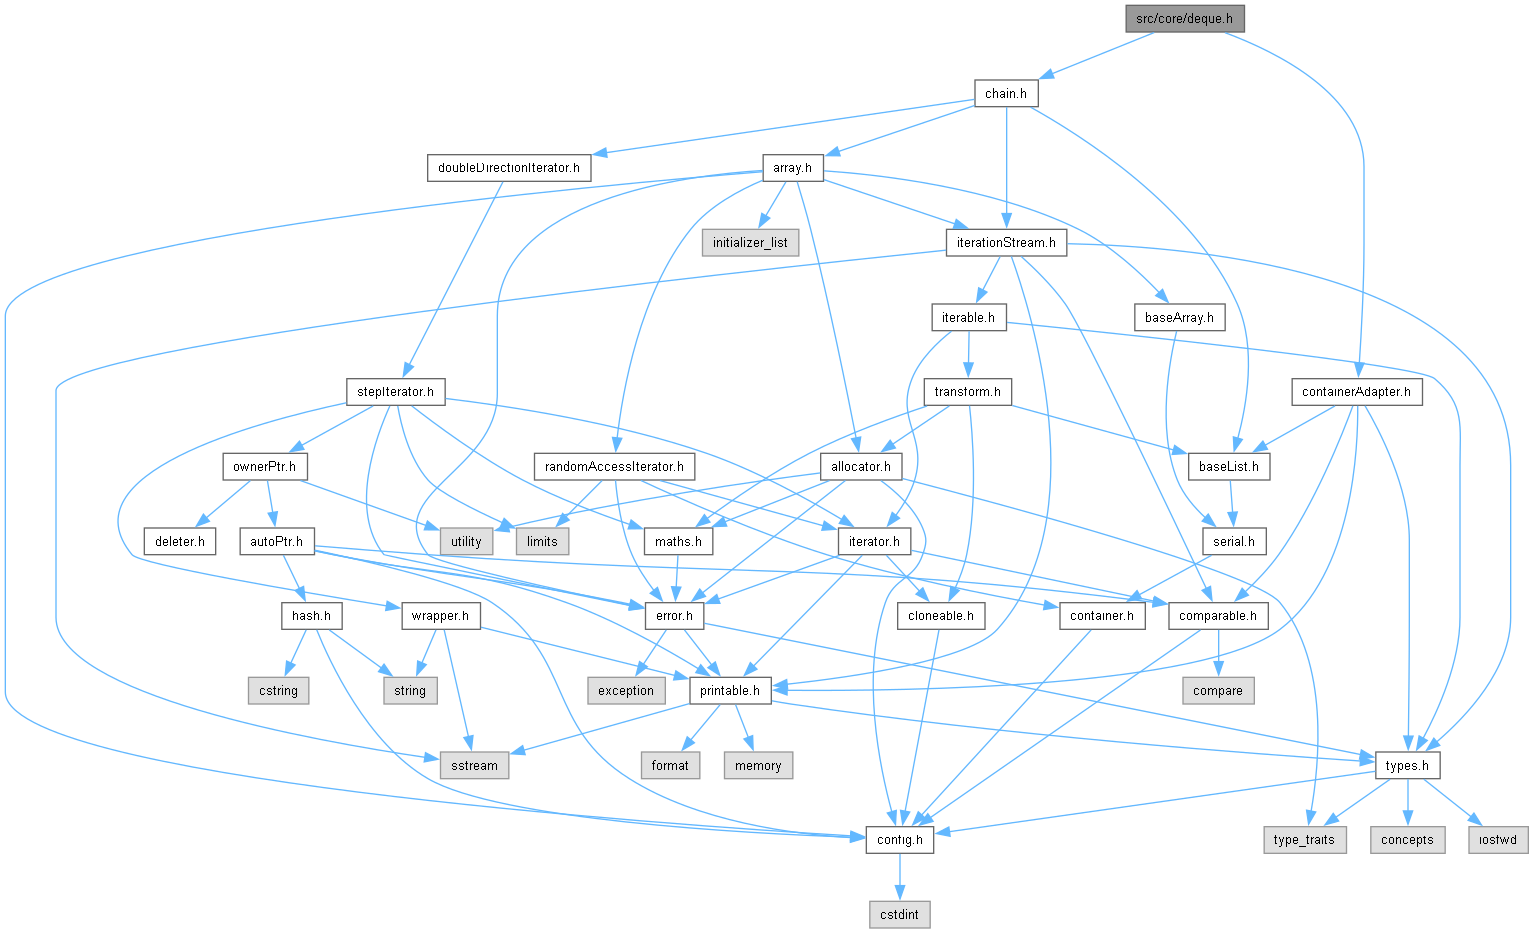 src/core/deque.h
chain.h
doubleDirectionIterator.h
array.h
initializer_list
iterationStream.h
iterable.h
baseArray.h
stepIterator.h
transform.h
containerAdapter.h
ownerPtr.h
randomAccessIterator.h
allocator.h
baseList.h
deleter.h
autoPtr.h
utility
limits
maths.h
iterator.h
serial.h
hash.h
wrapper.h
error.h
cloneable.h
container.h
comparable.h
cstring
string
exception
printable.h
compare
sstream
format
memory
types.h
config.h
type_traits
concepts
iosfwd
cstdint